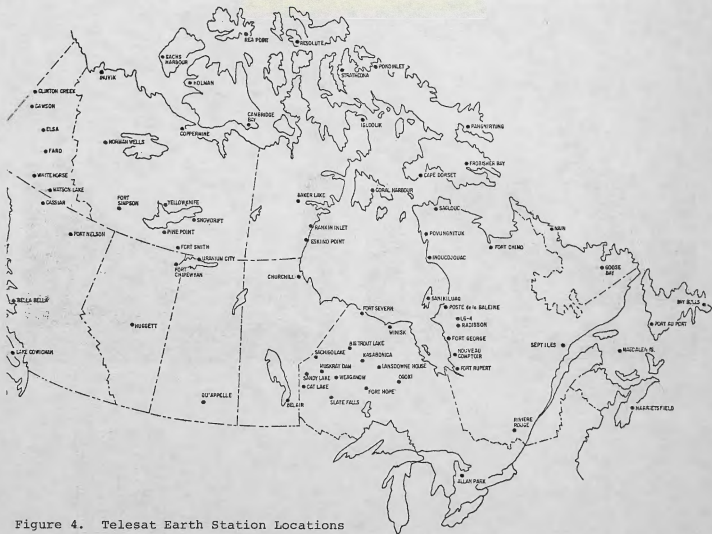 REA POINT
RESOLUTE
SACHS HARBOUR
POND INLET
STRATHCONA
INUVIK
HOLMAN
CLINTON CREEK
DAWSON
CAMBRIDGE BAY
IGLOOLIK
COPPERMINE
PANGNIRTUNG
ELSA
NORMAN WELLS
FARO
FROBISHER BAY
WHITEHORSE
CAPE DORSET
WATSON LAKE
CORAL HARBOUR
CASSIAR
FORT SIMPSON
YELLOWKNIFE
BAKER LAKE
SAGLOUC
SNOWDRIFT
RANKIN INLET
PINE POINT
POVUNGNITUK
NAIN
FORT NELSON
ESKIMO POINT
FORT SMITH
FORT CHIMO
URANIUM CITY
INOUCDJOUAC
FORT CHIPEWYAN
GOOSE BAY
CHURCHILL
BELLA BELLA
SANIKILUAQ
POSTE de la BALEINE
BAY BULLS
FORT SEVERN
LG-4
RADISSON
PORT AU PORT
HUGGETT
WINISK
FORT GEORGE
SEPT ILES
BIG TROUT LAKE
LAKE COWICHAN
SACHIGO LAKE
NOUVEAU COMPTOIR
MAGDALEN IS.
KASABONICA
MUSKRAT DAM
LANSDOWNE HOUSE
FORT RUPERT
SANDY LAKE
WEAGAMOW
OGOKI
CAT LAKE
FORT HOPE
QU'APPELLE
BELAIR
SLATE FALLS
HARRIETSFIELD
RIVIERE ROUGE
ALLAN PARK
Figure 4. Telesat Earth Station Locations